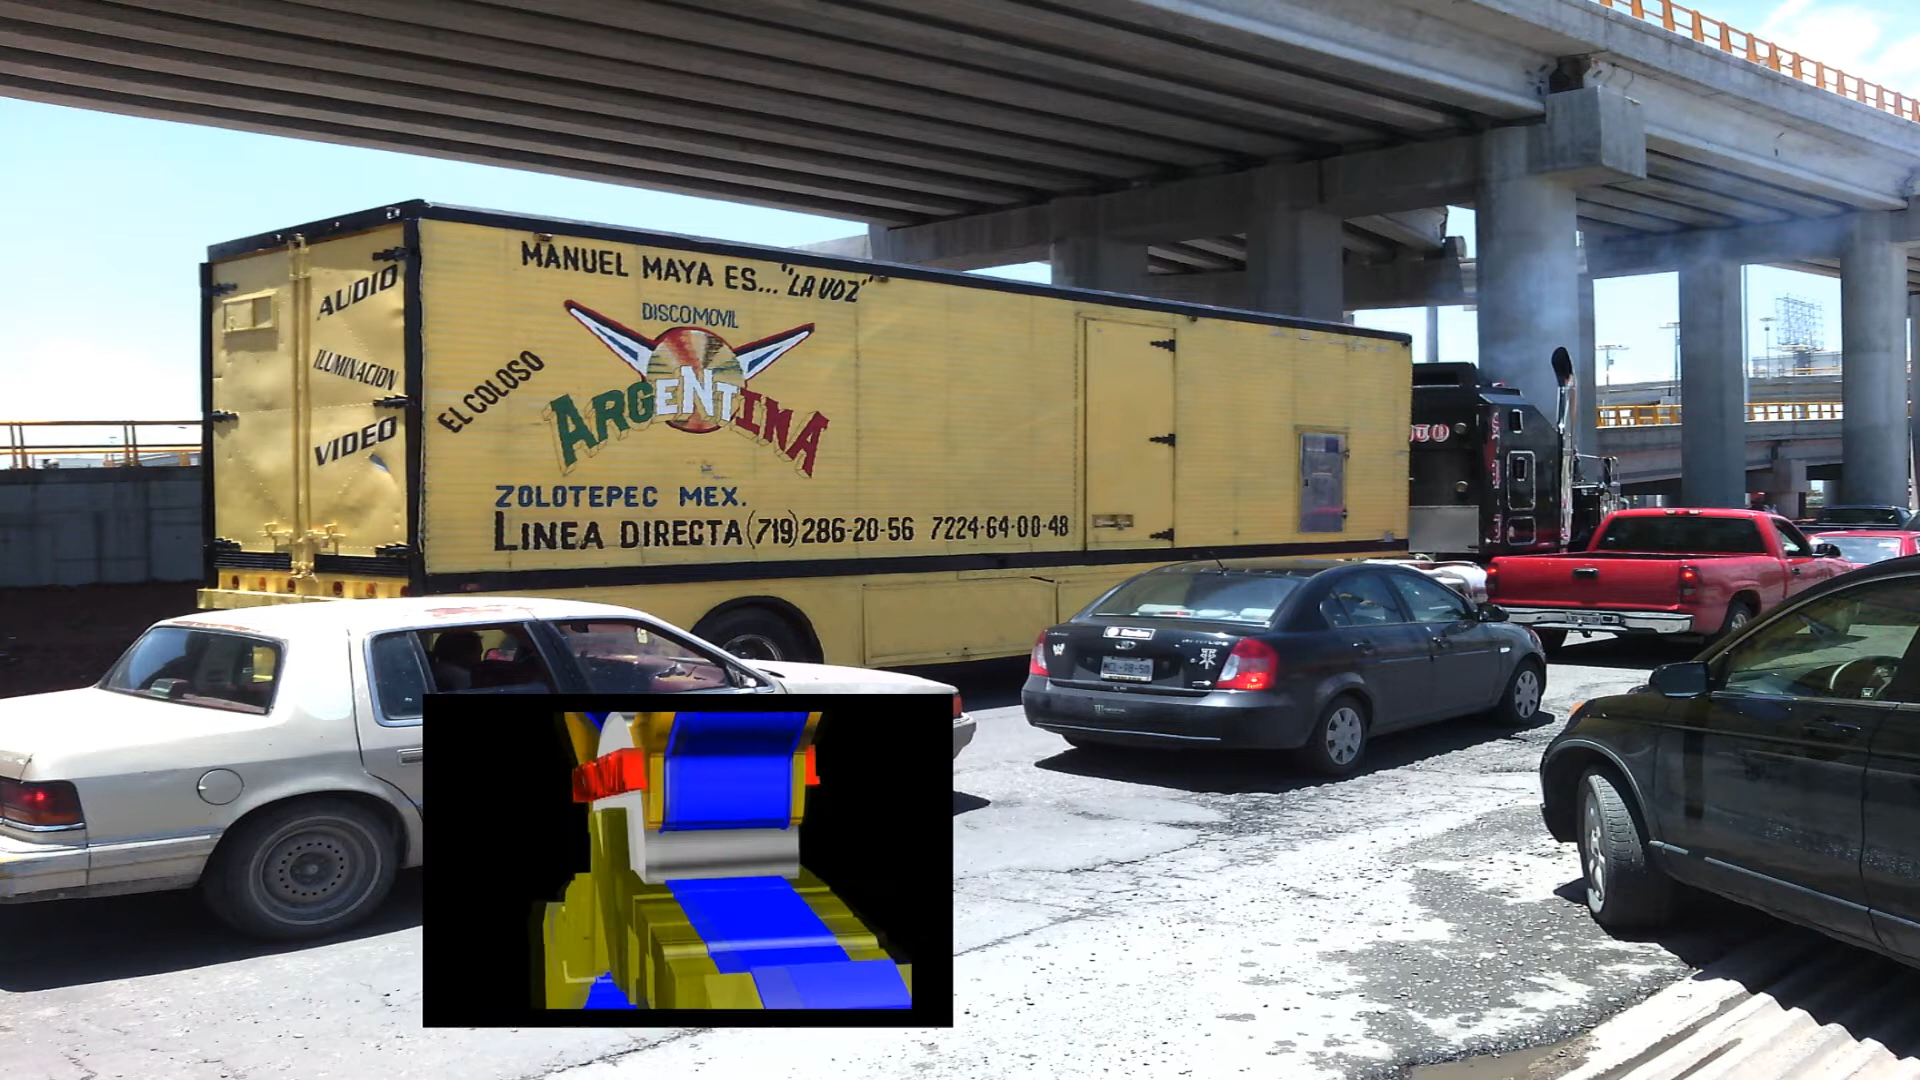 MANUEL MAYA ES... "LA VOZ"
DISCOMOVIL
ARGENTINA
EL COLOSO
ZOLOTEPEC MEX.
LINEA DIRECTA (719)286-20-56 7224-64-00-48
AUDIO
ILUMINACION
VIDEO